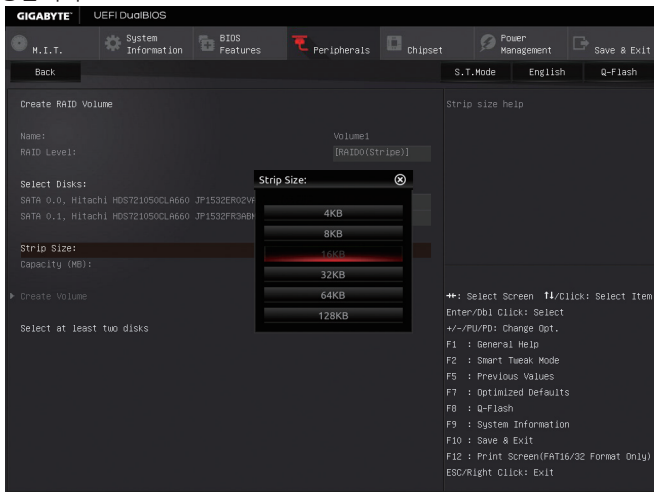 GIGABYTE™ UEFI DualBIOS
M.I.T.
System Information
BIOS Features
Peripherals
Chipset
Power Management
Save & Exit
Back
S.T.Mode English Q-Flash
Create RAID Volume
Strip size help
Name: Volume1
RAID Level: [RAID0(Stripe)]
Select Disks:
SATA 0.0, Hitachi HDS721050CLA660
SATA 0.1, Hitachi HDS721050CLA660
Strip Size:
Capacity (MB):
Create Volume
Select at least two disks
Strip Size:
4KB
8KB
16KB
32KB
64KB
128KB
→←: Select Screen ↑↓/Click: Select Item
Enter/Dbl Click: Select
+/-/PU/PD: Change Opt.
F1 : General Help
F2 : Smart Tweak Mode
F5 : Previous Values
F7 : Optimized Defaults
F8 : Q-Flash
F9 : System Information
F10 : Save & Exit
F12 : Print Screen(FAT16/32 Format Only)
ESC/Right Click: Exit